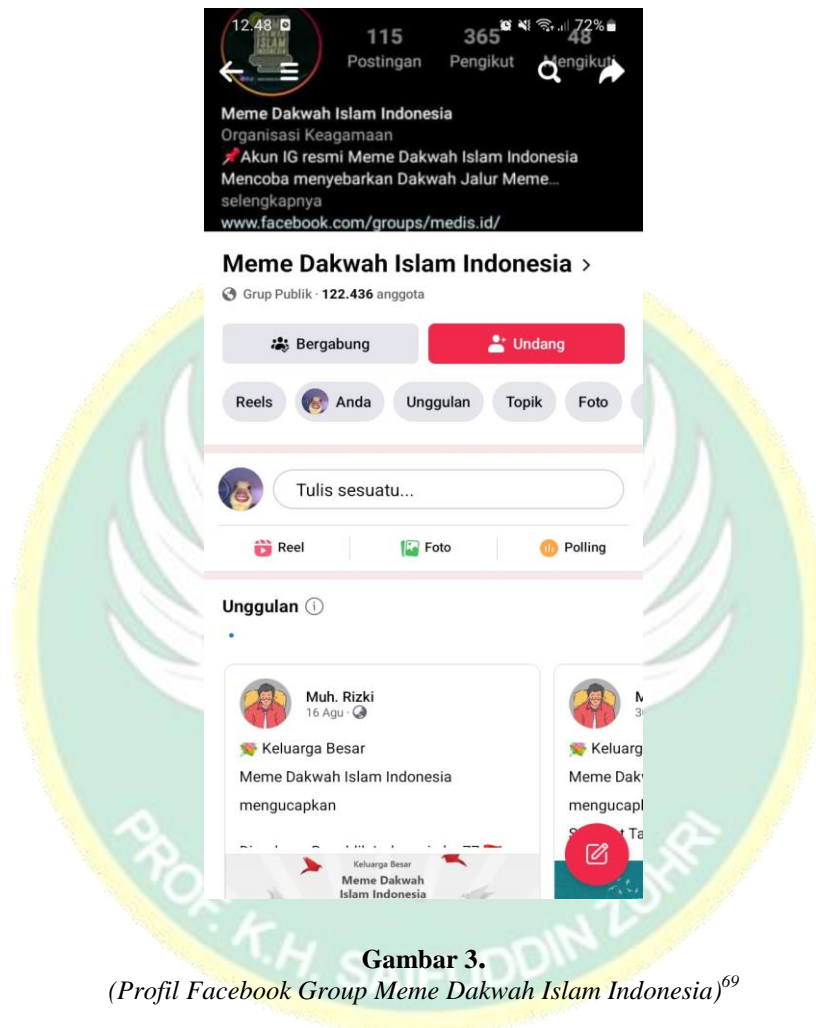 12.48 72%
115 365 48
Postingan Pengikut Mengikuti
Meme Dakwah Islam Indonesia
Organisasi Keagamaan
📌Akun IG resmi Meme Dakwah Islam Indonesia
Mencoba menyebarkan Dakwah Jalur Meme...
selengkapnya
www.facebook.com/groups/medis.id/
Meme Dakwah Islam Indonesia >
Grup Publik · 122.436 anggota
Bergabung Undang
Reels Anda Unggulan Topik Foto
Tulis sesuatu...
Reel Foto Polling
Unggulan
Muh. Rizki
16 Agu ·
💐 Keluarga Besar
Meme Dakwah Islam Indonesia
mengucapkan
Keluarga Besar
Meme Dakwah
Islam Indonesia
M
💐 Keluarg
Meme Dak
mengucap
PROF. K.H. SAIFUDDIN ZUHRI
Gambar 3.
(Profil Facebook Group Meme Dakwah Islam Indonesia)69